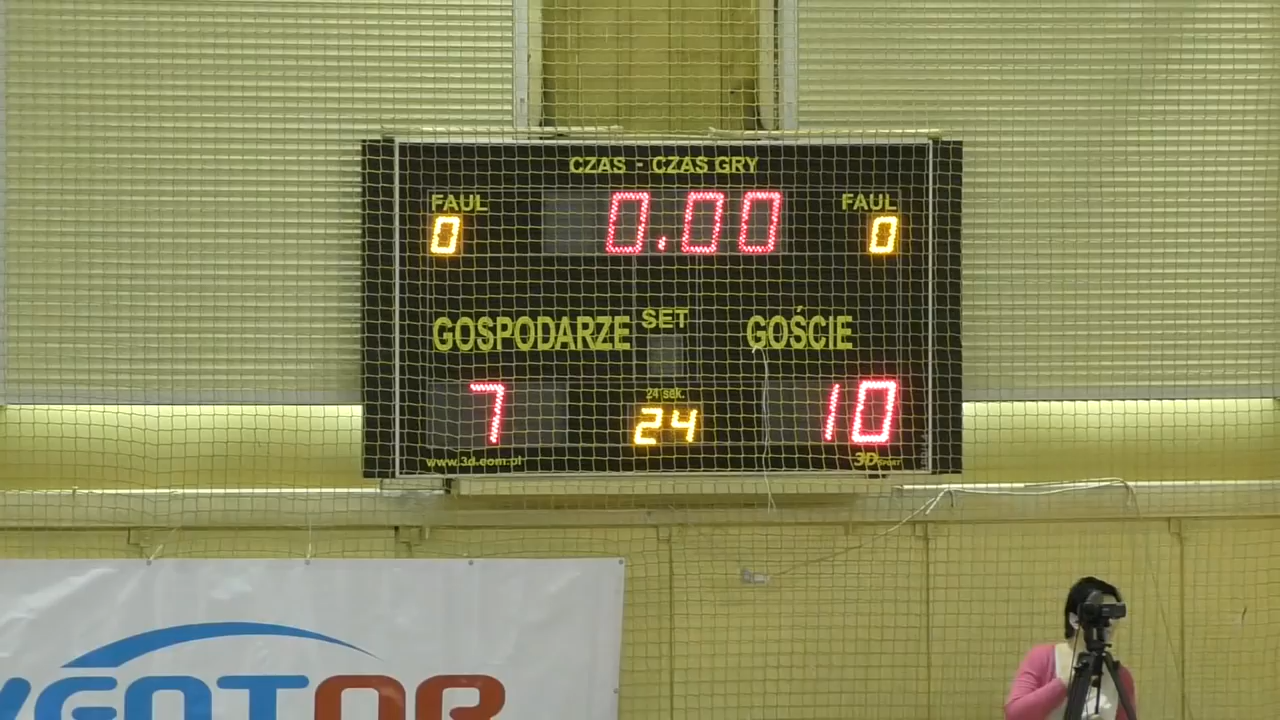 CZAS - CZAS GRY
FAUL 0.00 FAUL
0 0
GOSPODARZE SET GOŚCIE
7 24 sek. 10
24
www.3d.com.pl 3D SPORT